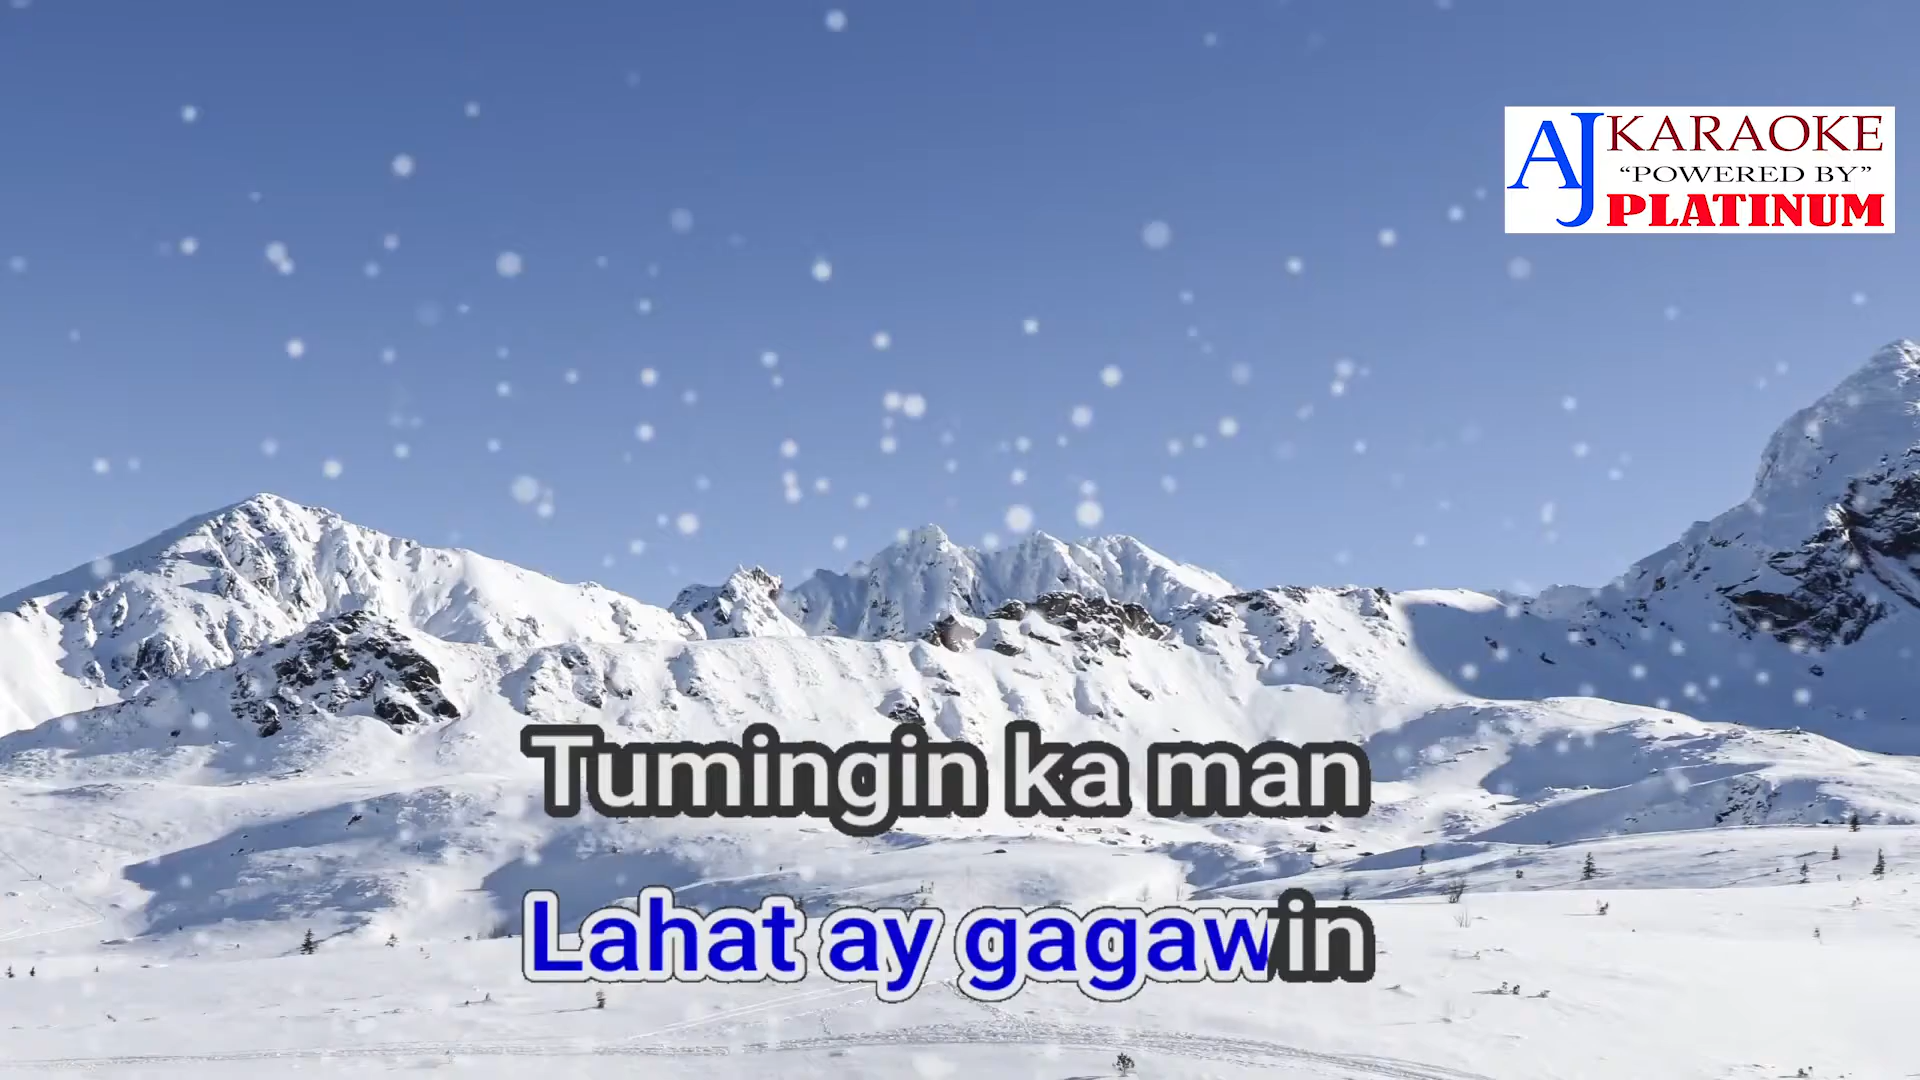 AJ KARAOKE
“POWERED BY”
PLATINUM
Tumingin ka man
Lahat ay gagawin